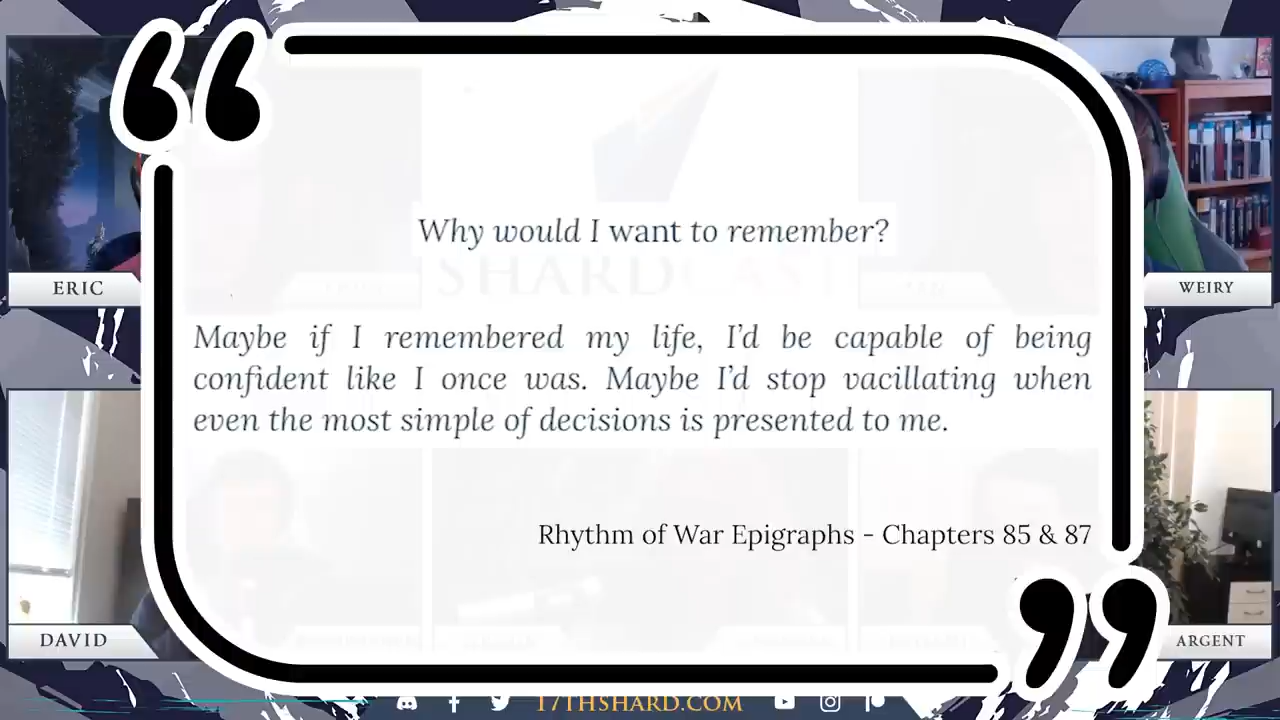 Why would I want to remember?
Maybe if I remembered my life, I'd be capable of being
confident like I once was. Maybe I'd stop vacillating when
even the most simple of decisions is presented to me.
Rhythm of War Epigraphs - Chapters 85 & 87
SHARDCAST
ERIC
WEIRY
DAVID
ARGENT
17THSHARD.COM